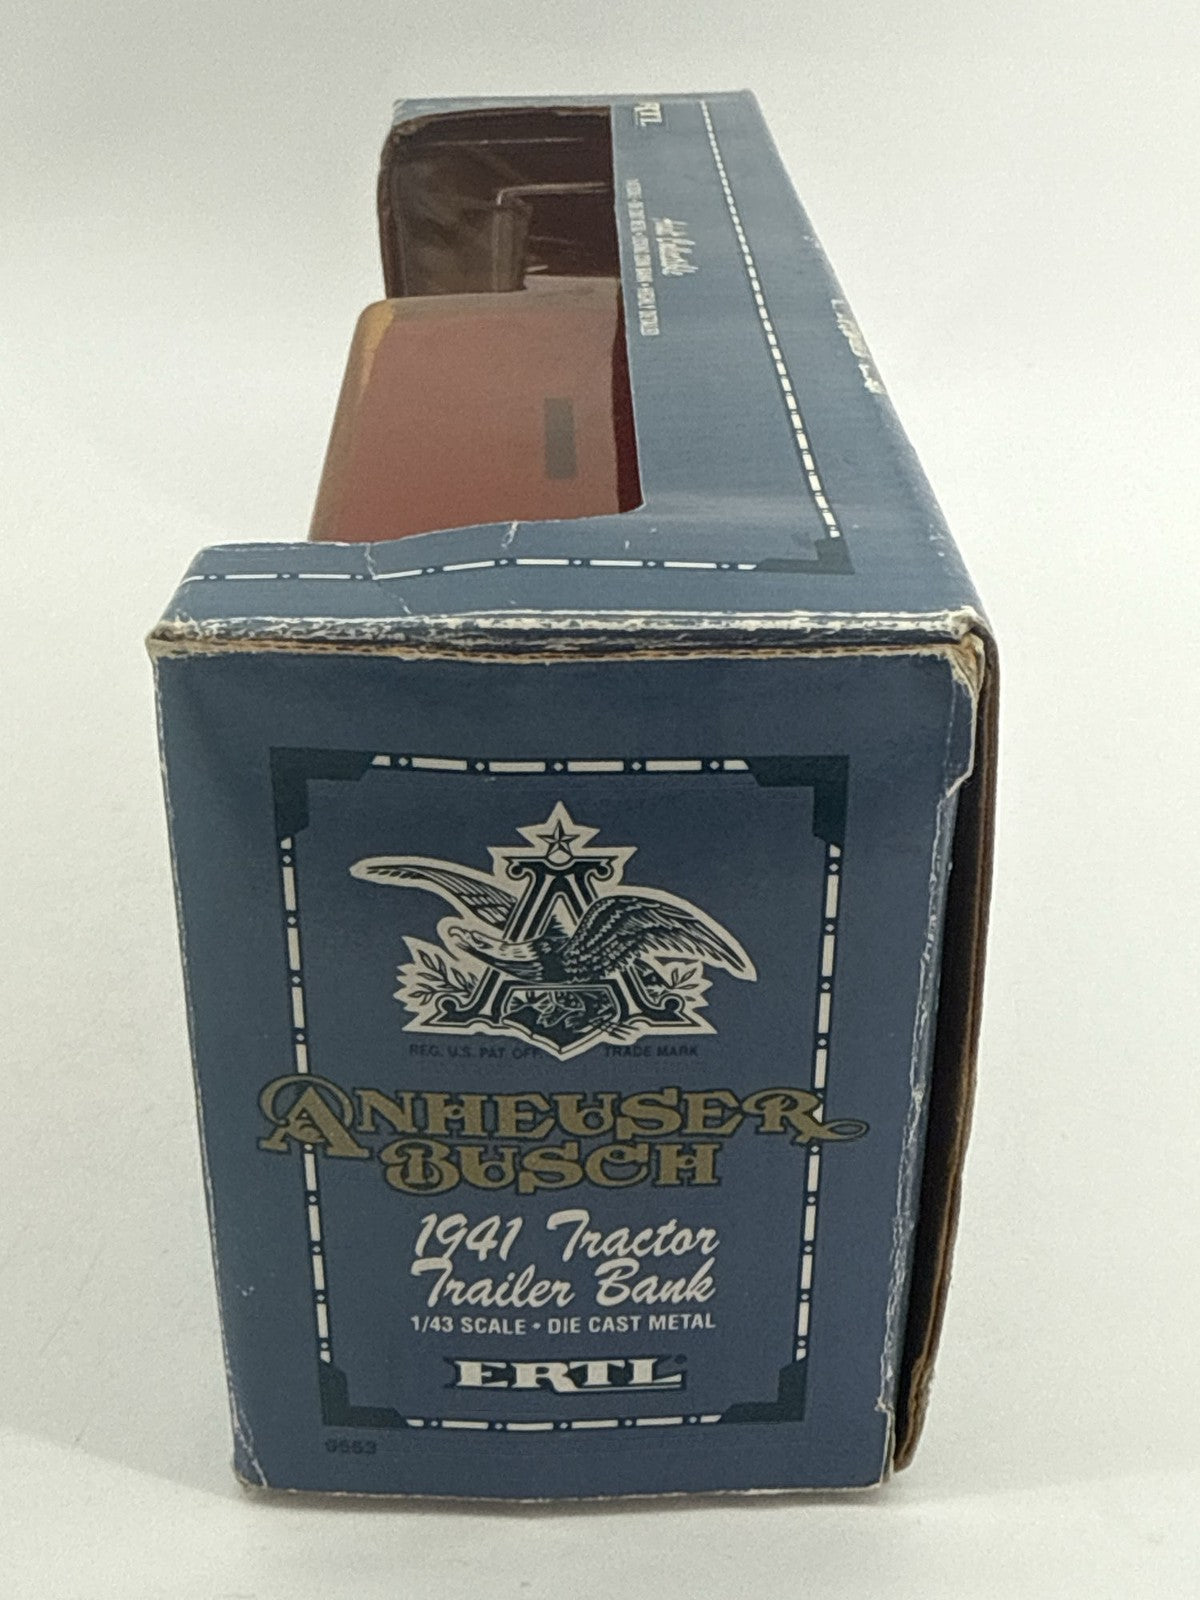 ERTL
REG. U.S. PAT. OFF. TRADE MARK
ANHEUSER
BUSCH
1941 Tractor
Trailer Bank
1/43 SCALE • DIE CAST METAL
ERTL